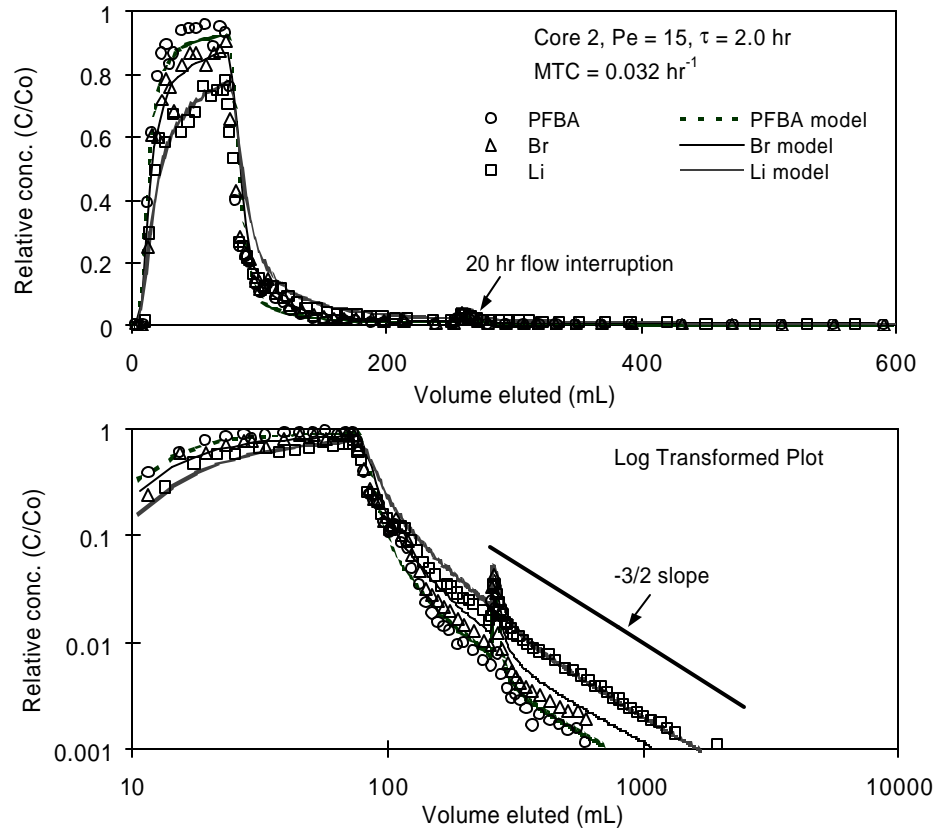 Relative conc. (C/Co)
1
0.8
0.6
0.4
0.2
0
Core 2, Pe = 15, τ = 2.0 hr
MTC = 0.032 hr⁻¹
PFBA
PFBA model
Br
Br model
Li
Li model
20 hr flow interruption
0 200 400 600
Volume eluted (mL)
Relative conc. (C/Co)
1
0.1
0.01
0.001
Log Transformed Plot
-3/2 slope
10 100 1000 10000
Volume eluted (mL)